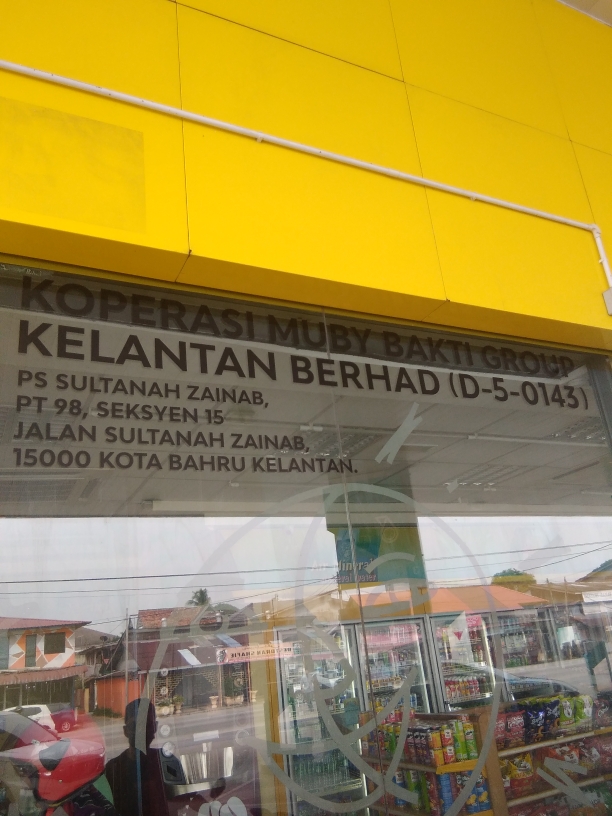 KOPERASI MUBY BAKTI GROUP
KELANTAN BERHAD (D-5-0143)
PS SULTANAH ZAINAB,
PT 98, SEKSYEN 15
JALAN SULTANAH ZAINAB,
15000 KOTA BAHRU KELANTAN.